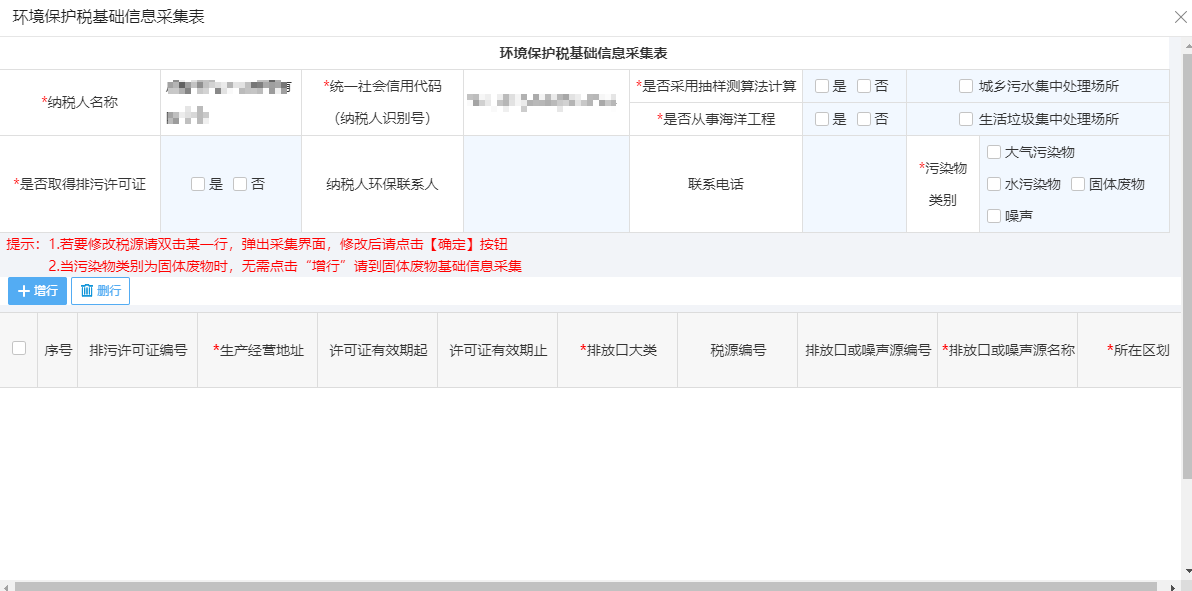 环境保护税基础信息采集表
环境保护税基础信息采集表
*纳税人名称
*统一社会信用代码
（纳税人识别号）
*是否采用抽样测算法计算 是 否 城乡污水集中处理场所
*是否从事海洋工程 是 否 生活垃圾集中处理场所
*是否取得排污许可证 是 否 纳税人环保联系人 联系电话
*污染物
类别
大气污染物
水污染物 固体废物
噪声
提示：1.若要修改税源请双击某一行，弹出采集界面，修改后请点击【确定】按钮
2.当污染物类别为固体废物时，无需点击“增行”请到固体废物基础信息采集
增行 删行
序号 排污许可证编号 *生产经营地址 许可证有效期起 许可证有效期止 *排放口大类 税源编号 排放口或噪声源编号 *排放口或噪声源名称 *所在区划